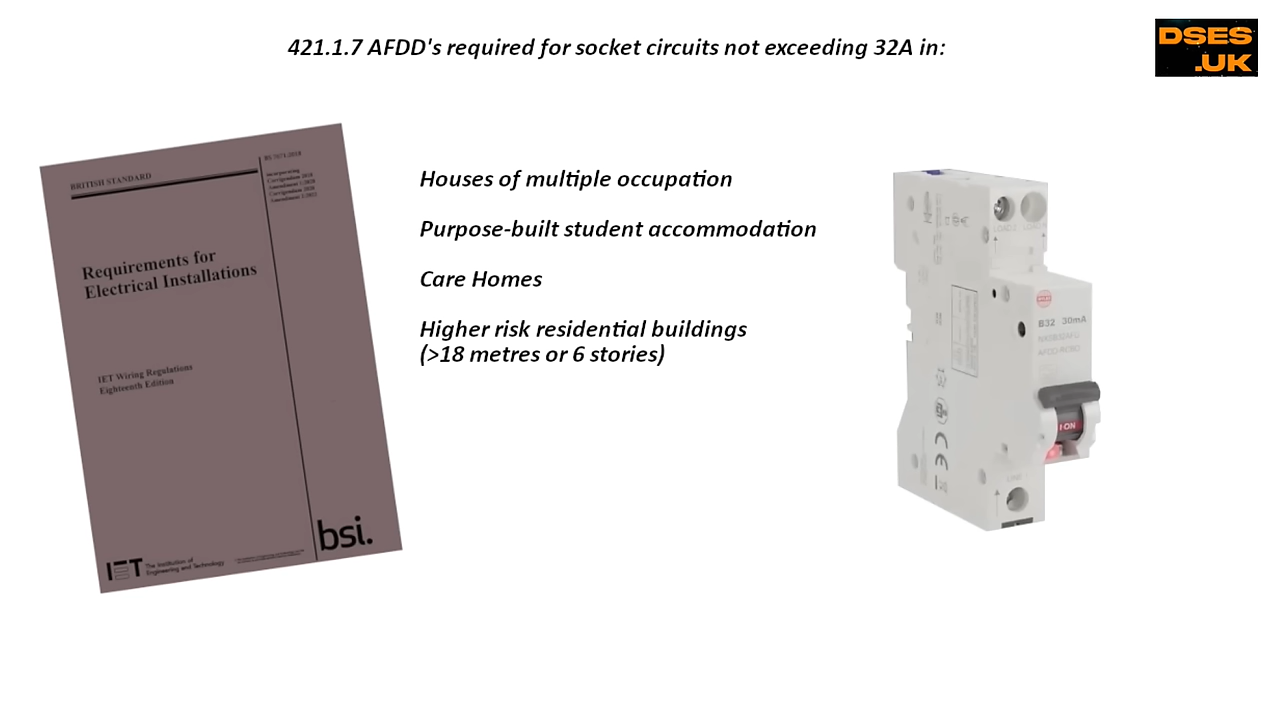 421.1.7 AFDD's required for socket circuits not exceeding 32A in:
DSES
.UK
BRITISH STANDARD
BS 7671:2018
Requirements for
Electrical Installations
IET Wiring Regulations
Eighteenth Edition
bsi.
IET
The Institution of
Engineering and Technology
Houses of multiple occupation
Purpose-built student accommodation
Care Homes
Higher risk residential buildings
(>18 metres or 6 stories)
B32 30mA
I·ON
CE